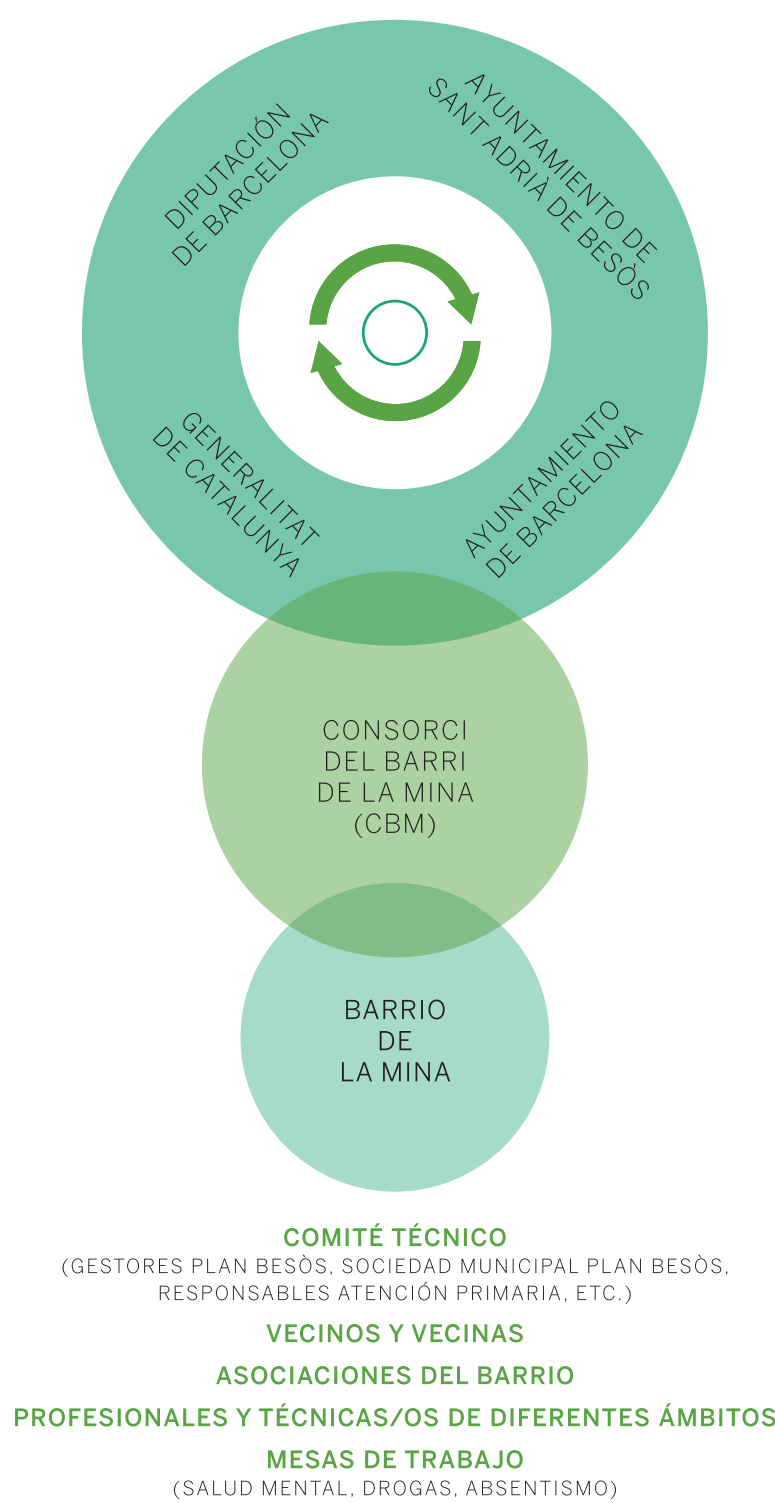 DIPUTACIÓN
DE BARCELONA
AYUNTAMIENTO DE
SANT ADRIÀ DE BESÒS
GENERALITAT
DE CATALUNYA
AYUNTAMIENTO
DE BARCELONA
CONSORCI
DEL BARRI
DE LA MINA
(CBM)
BARRIO
DE
LA MINA
COMITÉ TÉCNICO
(GESTORES PLAN BESÒS, SOCIEDAD MUNICIPAL PLAN BESÒS,
RESPONSABLES ATENCIÓN PRIMARIA, ETC.)
VECINOS Y VECINAS
ASOCIACIONES DEL BARRIO
PROFESIONALES Y TÉCNICAS/OS DE DIFERENTES ÁMBITOS
MESAS DE TRABAJO
(SALUD MENTAL, DROGAS, ABSENTISMO)